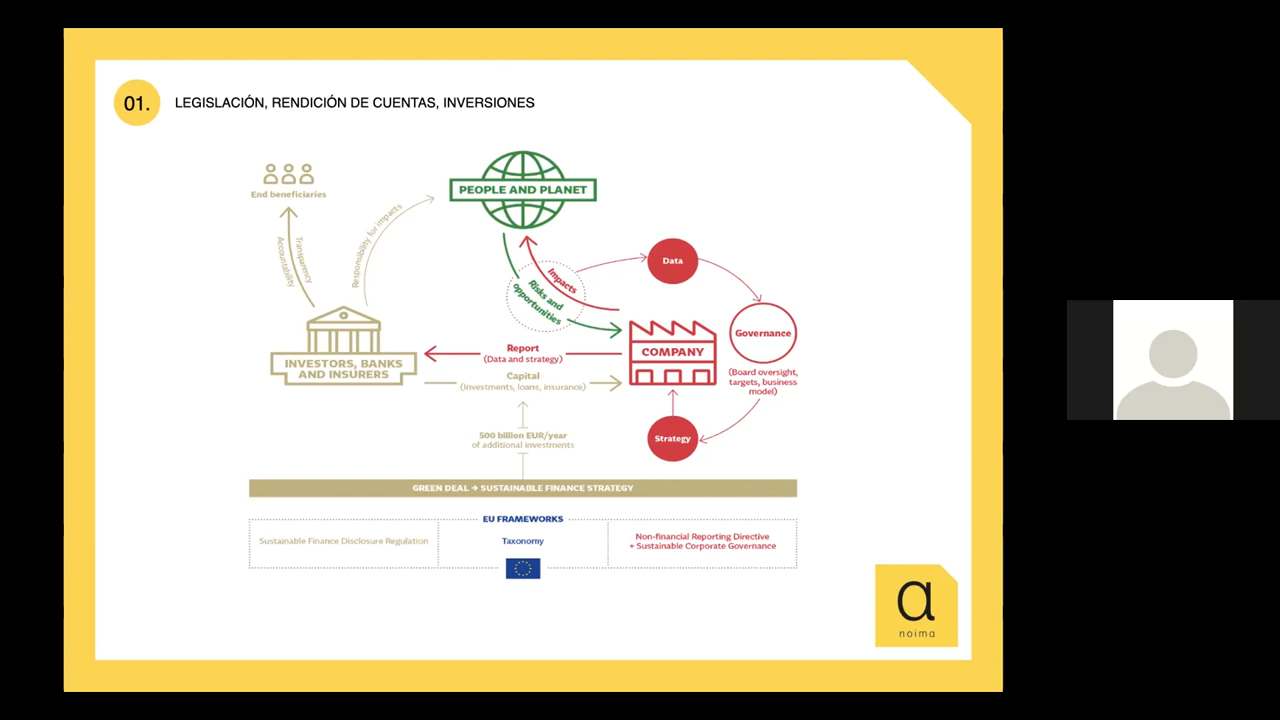 01.
LEGISLACIÓN, RENDICIÓN DE CUENTAS, INVERSIONES
End beneficiaries
Transparency
Accountability
Responsibility for impacts
PEOPLE AND PLANET
Impacts
Risks and
opportunities
Data
Governance
(Board oversight,
targets, business
model)
COMPANY
Strategy
INVESTORS, BANKS
AND INSURERS
Report
(Data and strategy)
Capital
(Investments, loans, insurance)
500 billion EUR/year
of additional investments
GREEN DEAL → SUSTAINABLE FINANCE STRATEGY
EU FRAMEWORKS
Sustainable Finance Disclosure Regulation
Taxonomy
Non-financial Reporting Directive
+ Sustainable Corporate Governance
a
noima